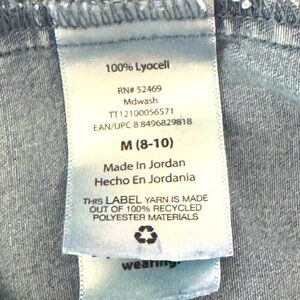 100% Lyocell
RN# 52469
Mdwash
TT12100056571
EAN/UPC 8 8496829818
M (8-10)
Made In Jordan
Hecho En Jordania
THIS LABEL YARN IS MADE
OUT OF 100% RECYCLED
POLYESTER MATERIALS
wearing.